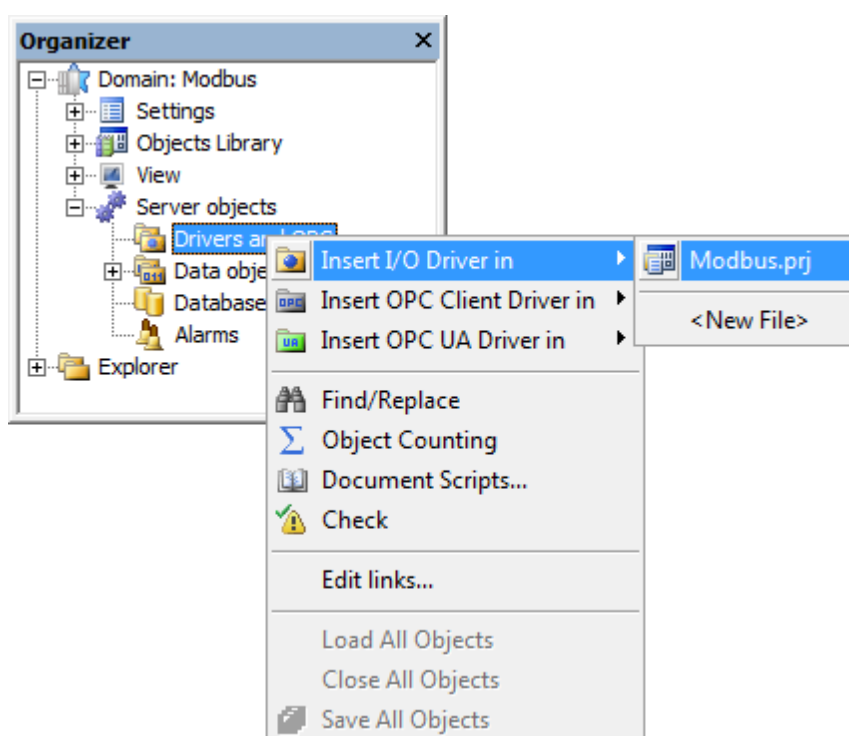 Organizer
Domain: Modbus
Settings
Objects Library
View
Server objects
Drivers and OPC
Data obje
Database
Alarms
Explorer
Insert I/O Driver in
Insert OPC Client Driver in
Insert OPC UA Driver in
Find/Replace
Object Counting
Document Scripts...
Check
Edit links...
Load All Objects
Close All Objects
Save All Objects
Modbus.prj
<New File>